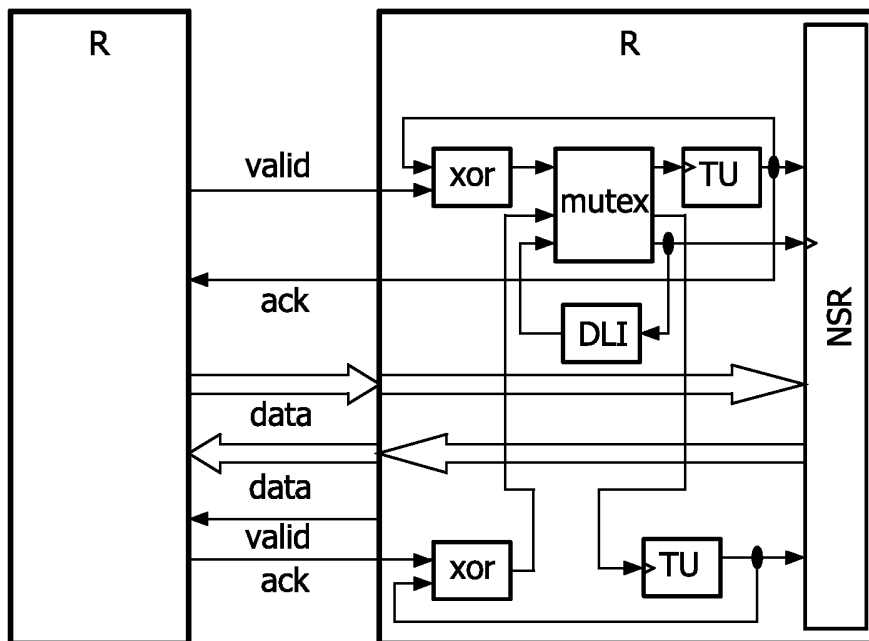 R
R
valid
xor
mutex
TU
ack
DLI
NSR
data
data
valid
xor
TU
ack